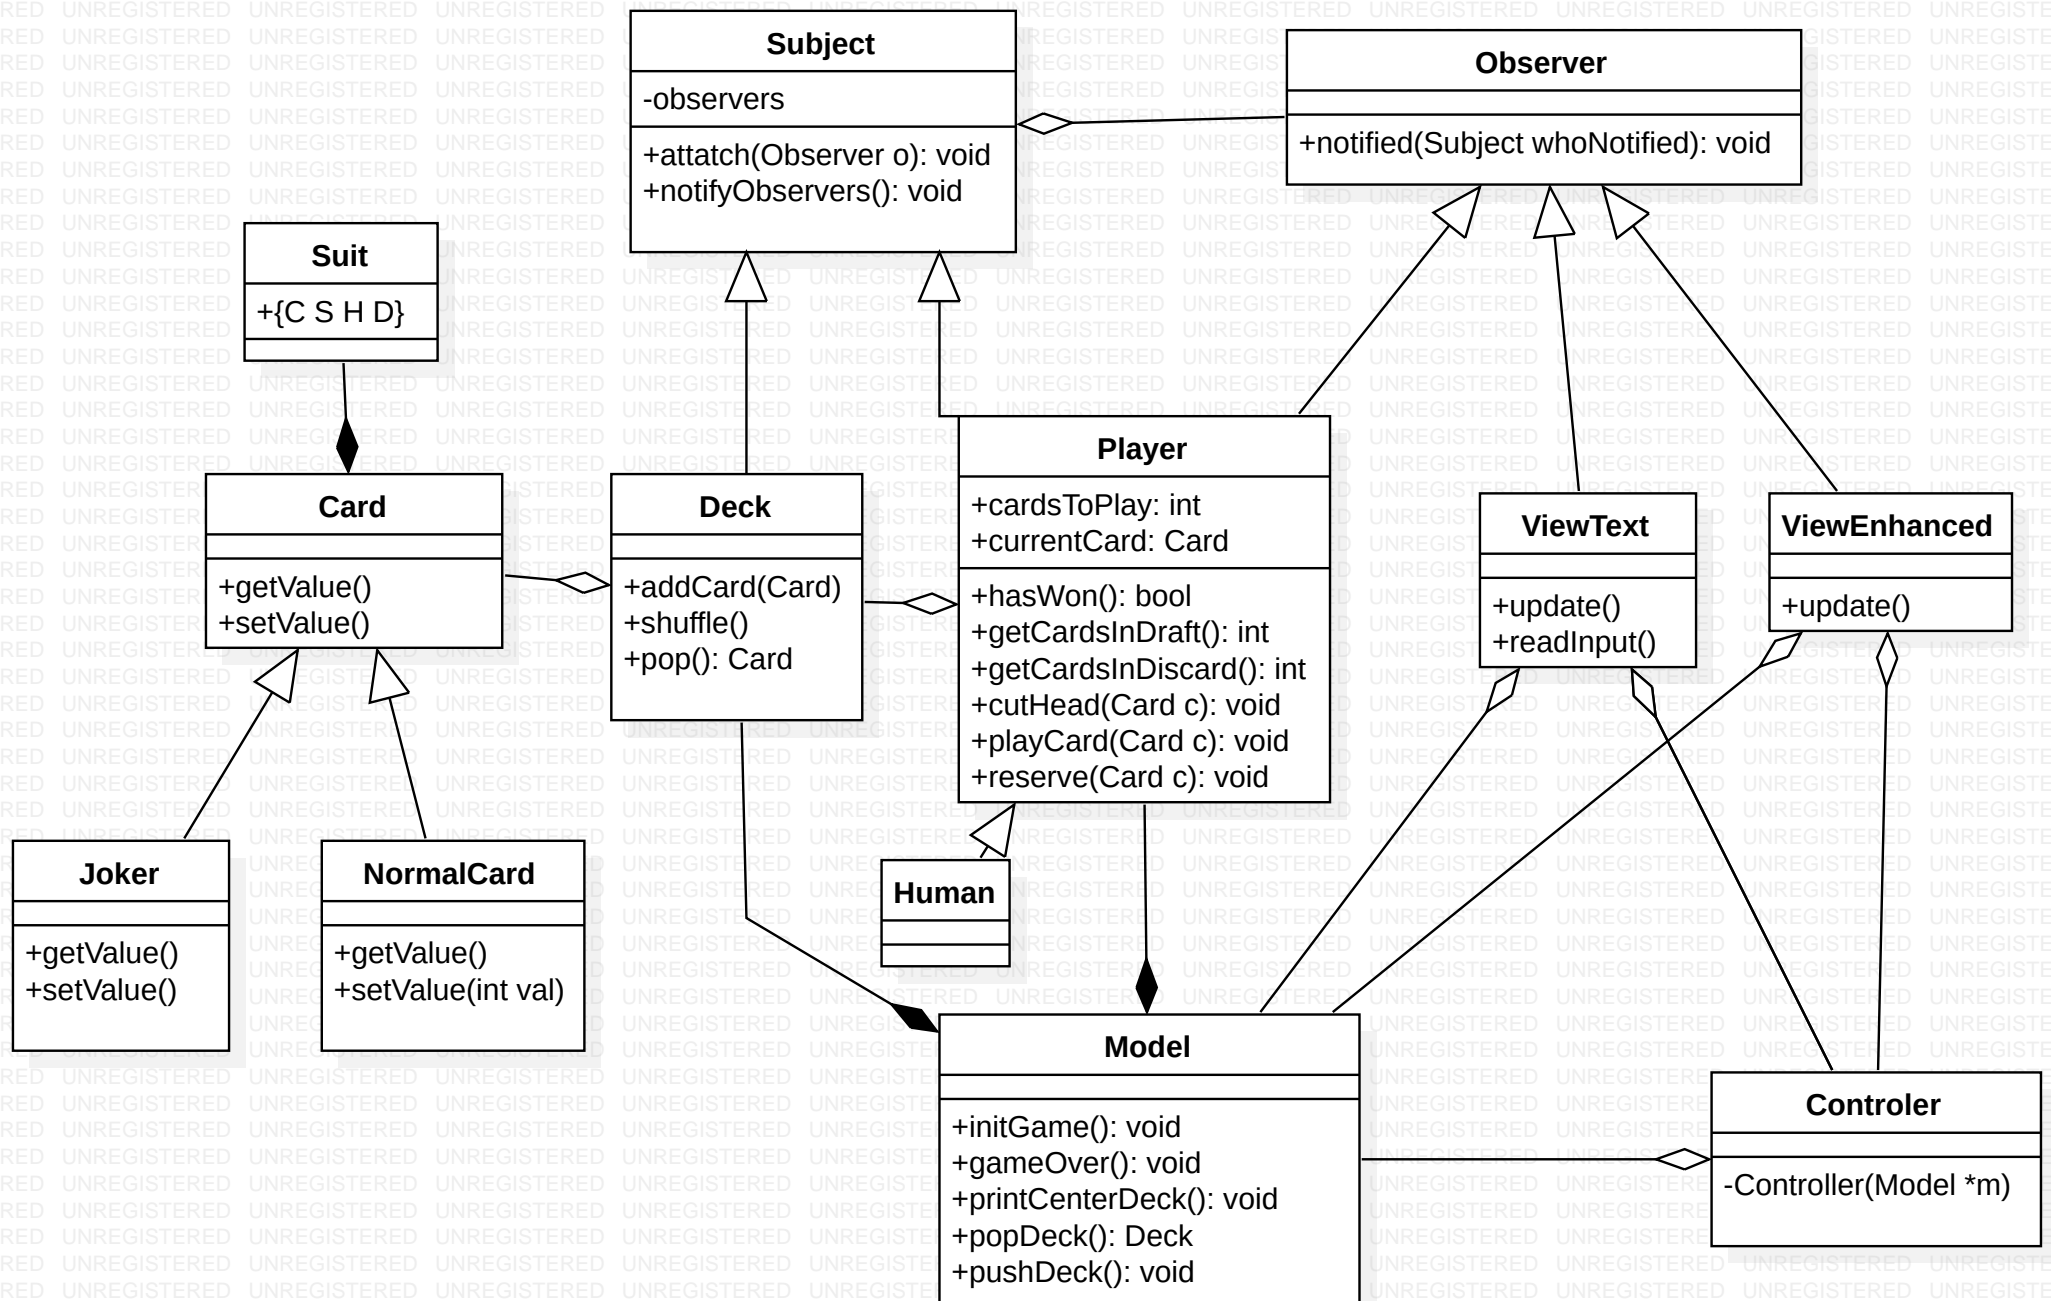 Subject
-observers
+attatch(Observer o): void
+notifyObservers(): void
Observer
+notified(Subject whoNotified): void
Suit
+{C S H D}
Card
+getValue()
+setValue()
Deck
+addCard(Card)
+shuffle()
+pop(): Card
Player
+cardsToPlay: int
+currentCard: Card
+hasWon(): bool
+getCardsInDraft(): int
+getCardsInDiscard(): int
+cutHead(Card c): void
+playCard(Card c): void
+reserve(Card c): void
ViewText
+update()
+readInput()
ViewEnhanced
+update()
Joker
+getValue()
+setValue()
NormalCard
+getValue()
+setValue(int val)
Human
Model
+initGame(): void
+gameOver(): void
+printCenterDeck(): void
+popDeck(): Deck
+pushDeck(): void
Controler
-Controller(Model *m)
UNREGISTERED